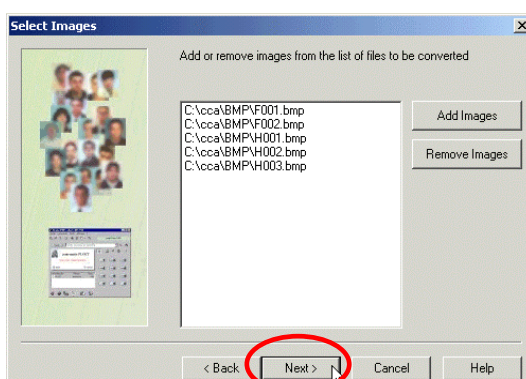 Select Images
Add or remove images from the list of files to be converted
C:\cca\BMP\F001.bmp
C:\cca\BMP\F002.bmp
C:\cca\BMP\H001.bmp
C:\cca\BMP\H002.bmp
C:\cca\BMP\H003.bmp
Add Images
Remove Images
< Back
Next >
Cancel
Help